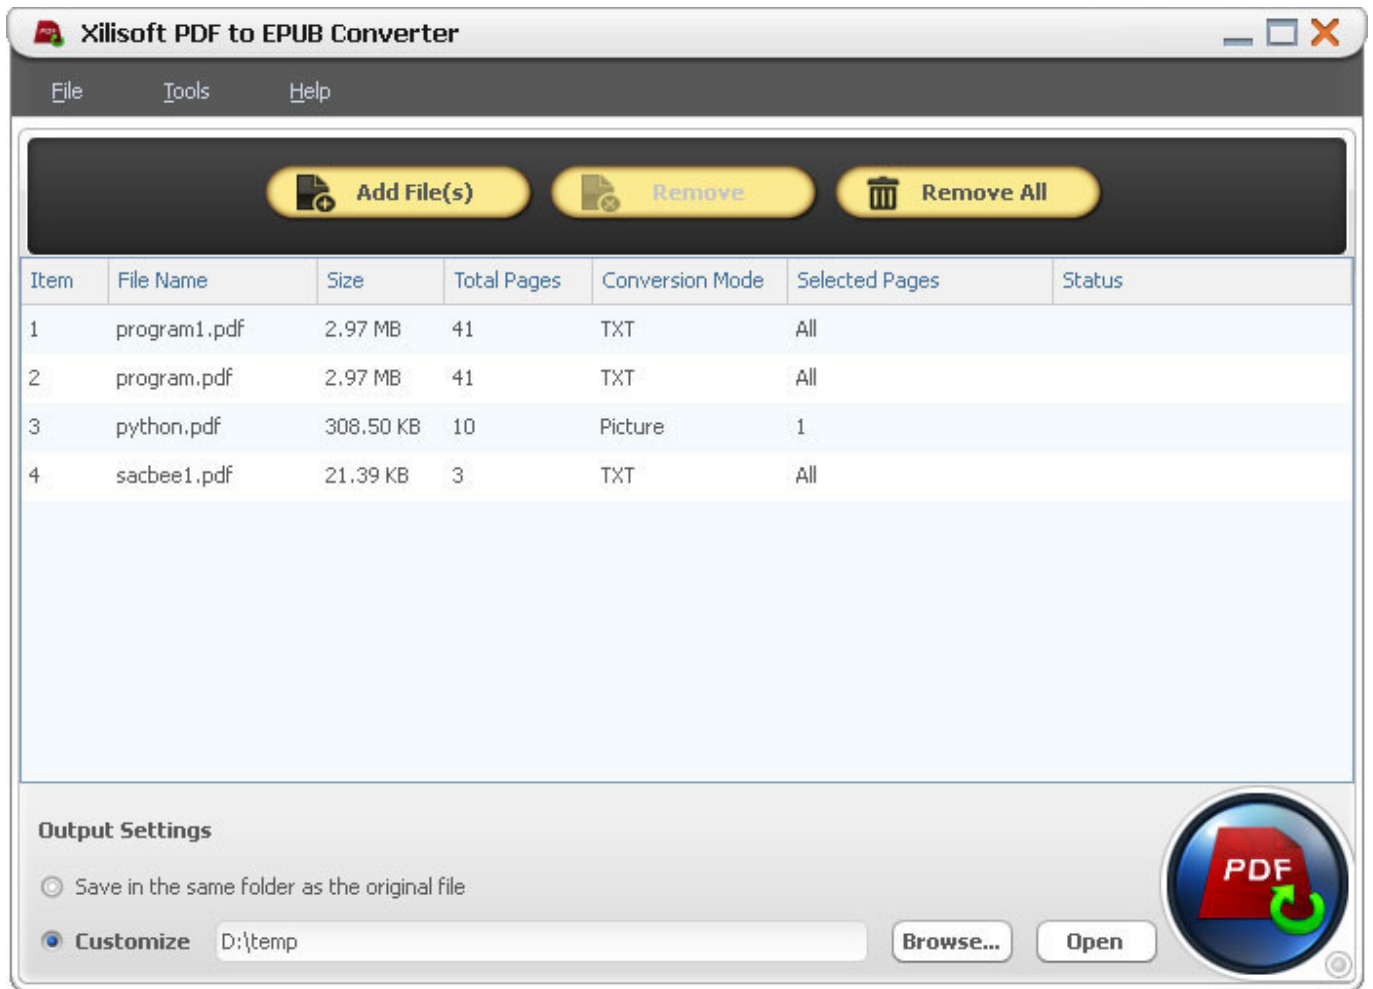 Xilisoft PDF to EPUB Converter
File Tools Help
Add File(s) Remove Remove All
Item File Name Size Total Pages Conversion Mode Selected Pages Status
1 program1.pdf 2.97 MB 41 TXT All
2 program.pdf 2.97 MB 41 TXT All
3 python.pdf 308.50 KB 10 Picture 1
4 sacbee1.pdf 21.39 KB 3 TXT All
Output Settings
Save in the same folder as the original file
Customize D:\temp Browse... Open
PDF